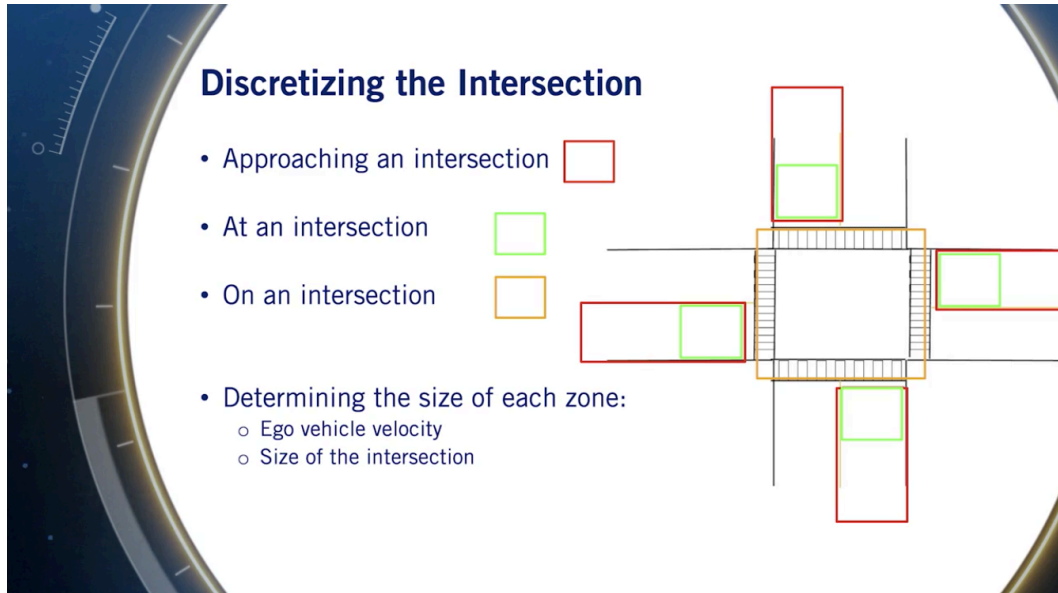 Discretizing the Intersection
• Approaching an intersection
• At an intersection
• On an intersection
• Determining the size of each zone:
○ Ego vehicle velocity
○ Size of the intersection